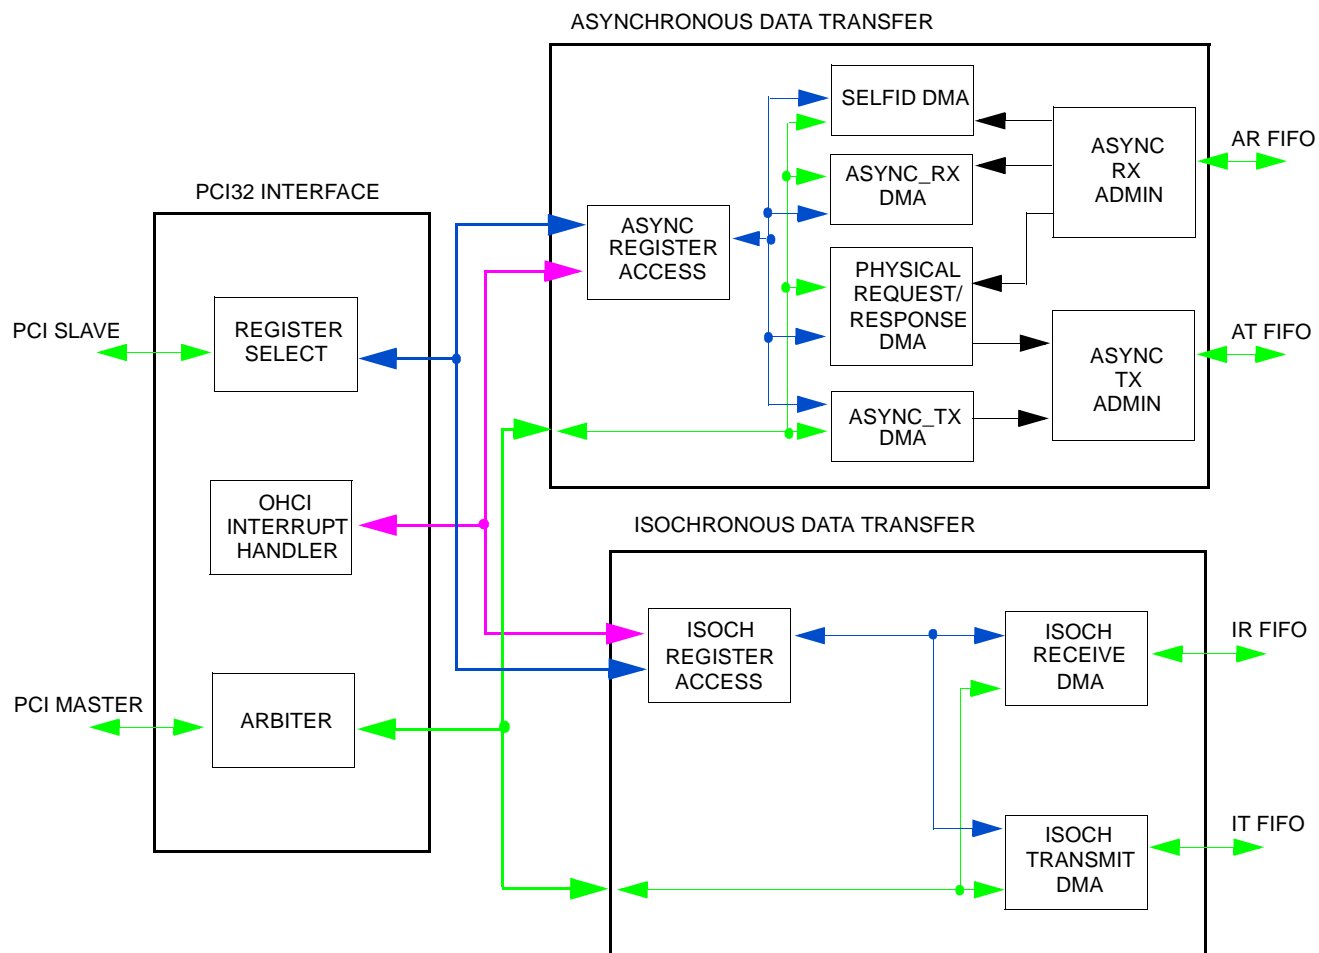 ASYNCHRONOUS DATA TRANSFER
SELFID DMA
ASYNC
RX
ADMIN
AR FIFO
ASYNC_RX
DMA
PCI32 INTERFACE
ASYNC
REGISTER
ACCESS
PHYSICAL
REQUEST/
RESPONSE
DMA
PCI SLAVE
REGISTER
SELECT
AT FIFO
ASYNC
TX
ADMIN
ASYNC_TX
DMA
OHCI
INTERRUPT
HANDLER
ISOCHRONOUS DATA TRANSFER
ISOCH
REGISTER
ACCESS
ISOCH
RECEIVE
DMA
IR FIFO
PCI MASTER
ARBITER
ISOCH
TRANSMIT
DMA
IT FIFO